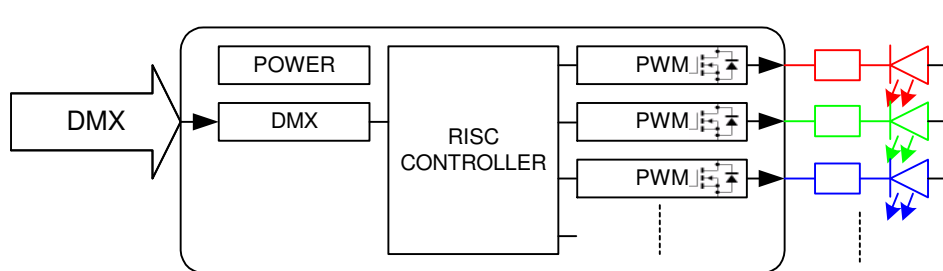 POWER
DMX
DMX
RISC
CONTROLLER
PWM
PWM
PWM